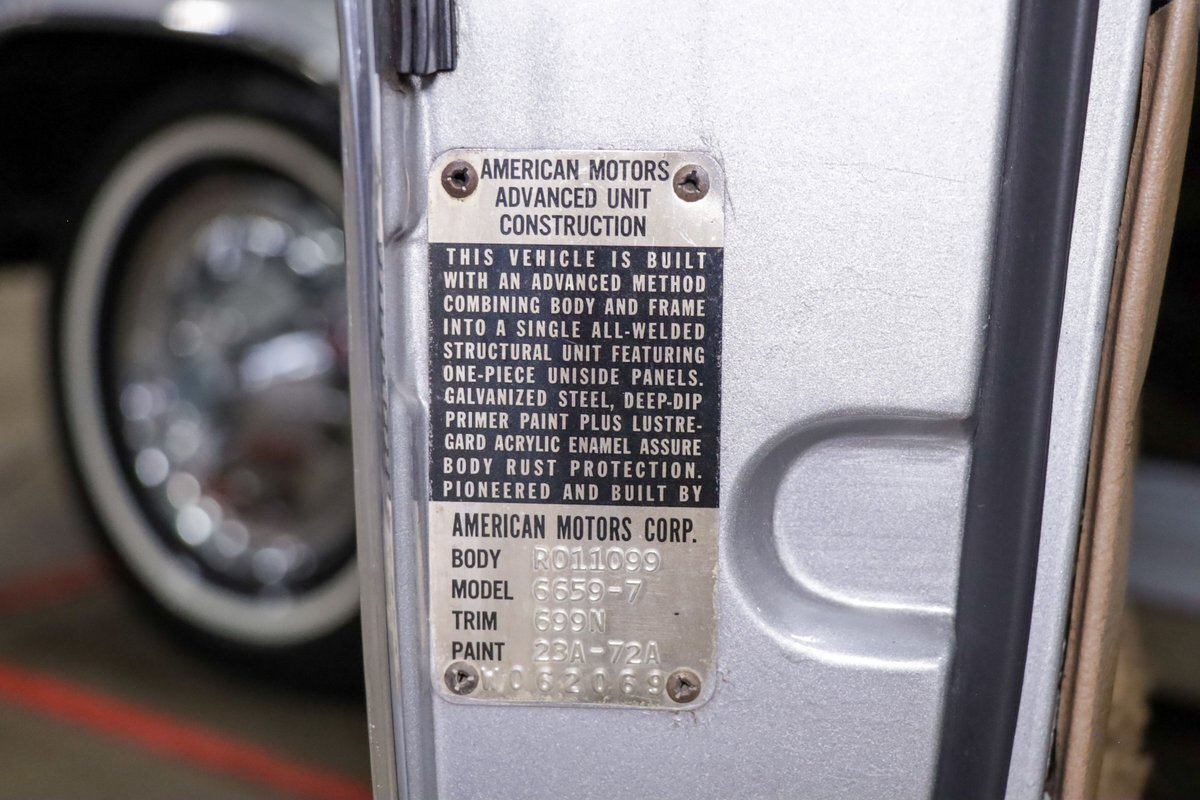 AMERICAN MOTORS
ADVANCED UNIT
CONSTRUCTION
THIS VEHICLE IS BUILT
WITH AN ADVANCED METHOD
COMBINING BODY AND FRAME
INTO A SINGLE ALL-WELDED
STRUCTURAL UNIT FEATURING
ONE-PIECE UNISIDE PANELS.
GALVANIZED STEEL, DEEP-DIP
PRIMER PAINT PLUS LUSTRE-
GARD ACRYLIC ENAMEL ASSURE
BODY RUST PROTECTION.
PIONEERED AND BUILT BY
AMERICAN MOTORS CORP.
BODY R011099
MODEL 6659-7
TRIM 699N
PAINT 23A-72A
WO62069